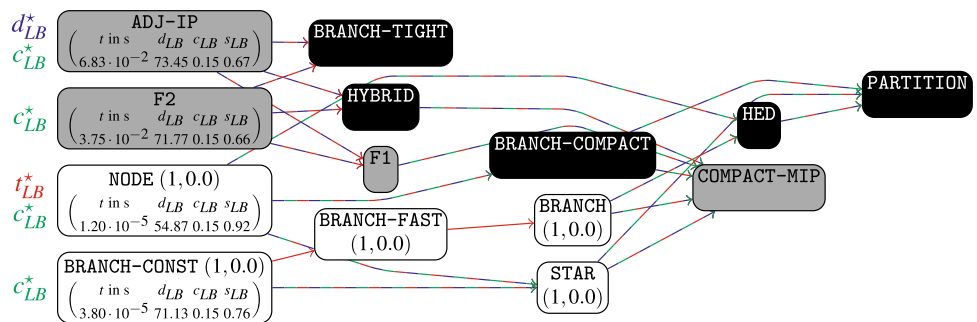 d*LB
c*LB
ADJ-IP
t in s dLB cLB sLB
6.83·10−2 73.45 0.15 0.67
BRANCH-TIGHT
c*LB
F2
t in s dLB cLB sLB
3.75·10−2 71.77 0.15 0.66
HYBRID
PARTITION
HED
F1
BRANCH-COMPACT
COMPACT-MIP
t*LB
c*LB
NODE (1,0.0)
t in s dLB cLB sLB
1.20·10−5 54.87 0.15 0.92
BRANCH-FAST
(1,0.0)
BRANCH
(1,0.0)
c*LB
BRANCH-CONST (1,0.0)
t in s dLB cLB sLB
3.80·10−5 71.13 0.15 0.76
STAR
(1,0.0)